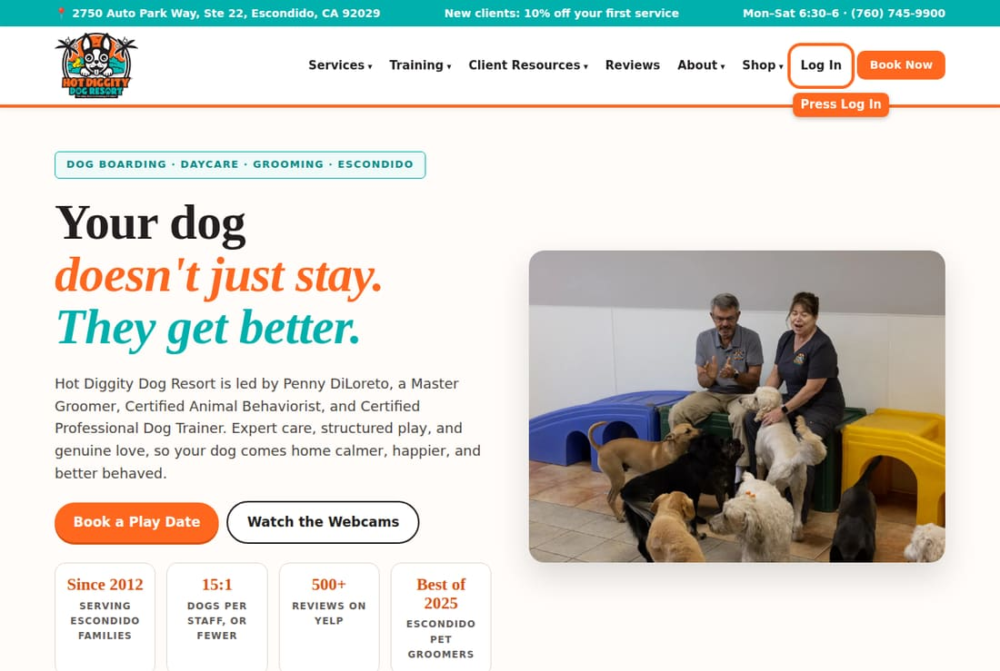 📍 2750 Auto Park Way, Ste 22, Escondido, CA 92029
New clients: 10% off your first service
Mon–Sat 6:30–6 · (760) 745-9900
HOT DIGGITY
DOG RESORT
Services ▾
Training ▾
Client Resources ▾
Reviews
About ▾
Shop ▾
Log In
Book Now
Press Log In
DOG BOARDING · DAYCARE · GROOMING · ESCONDIDO
Your dog
doesn't just stay.
They get better.
Hot Diggity Dog Resort is led by Penny DiLoreto, a Master
Groomer, Certified Animal Behaviorist, and Certified
Professional Dog Trainer. Expert care, structured play, and
genuine love, so your dog comes home calmer, happier, and
better behaved.
Book a Play Date
Watch the Webcams
Since 2012
SERVING
ESCONDIDO
FAMILIES
15:1
DOGS PER
STAFF, OR
FEWER
500+
REVIEWS ON
YELP
Best of
2025
ESCONDIDO
PET
GROOMERS